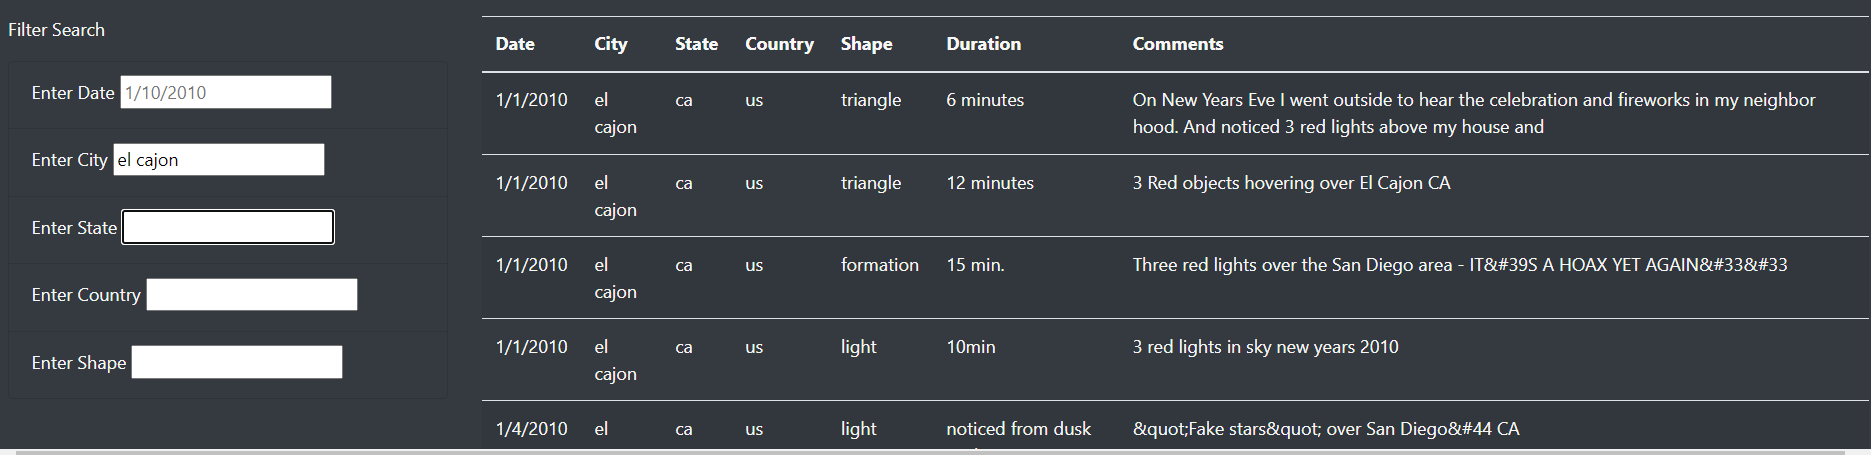 Filter Search
Enter Date 1/10/2010
Enter City el cajon
Enter State
Enter Country
Enter Shape
Date City State Country Shape Duration Comments
1/1/2010 el ca us triangle 6 minutes On New Years Eve I went outside to hear the celebration and fireworks in my neighbor
cajon hood. And noticed 3 red lights above my house and
1/1/2010 el ca us triangle 12 minutes 3 Red objects hovering over El Cajon CA
cajon
1/1/2010 el ca us formation 15 min. Three red lights over the San Diego area - IT&#39S A HOAX YET AGAIN&#33&#33
cajon
1/1/2010 el ca us light 10min 3 red lights in sky new years 2010
cajon
1/4/2010 el ca us light noticed from dusk &quot;Fake stars&quot; over San Diego&#44 CA